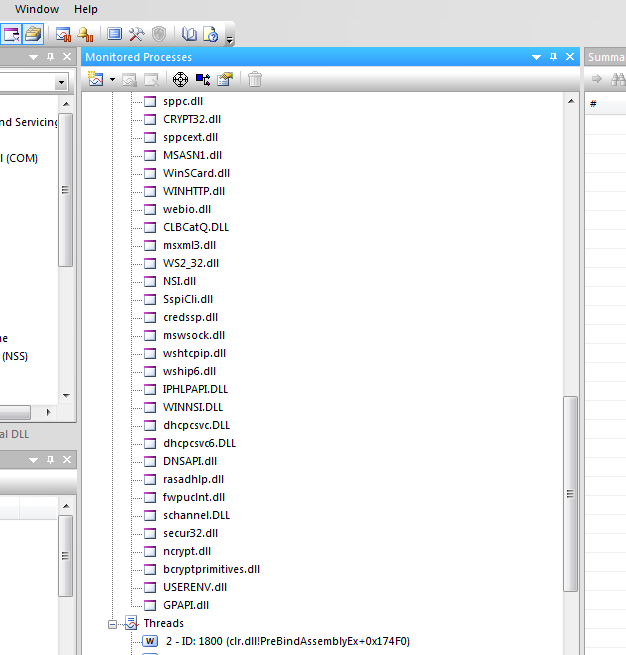 Window Help
Monitored Processes
Summa
#
nd Servicing
l (COM)
ne
(NSS)
al DLL
sppc.dll
CRYPT32.dll
sppcext.dll
MSASN1.dll
WinSCard.dll
WINHTTP.dll
webio.dll
CLBCatQ.DLL
msxml3.dll
WS2_32.dll
NSI.dll
SspiCli.dll
credssp.dll
mswsock.dll
wshtcpip.dll
wship6.dll
IPHLPAPI.DLL
WINNSI.DLL
dhcpcsvc.DLL
dhcpcsvc6.DLL
DNSAPI.dll
rasadhlp.dll
fwpuclnt.dll
schannel.DLL
secur32.dll
ncrypt.dll
bcryptprimitives.dll
USERENV.dll
GPAPI.dll
Threads
W 2 - ID: 1800 (clr.dll!PreBindAssemblyEx+0x174F0)